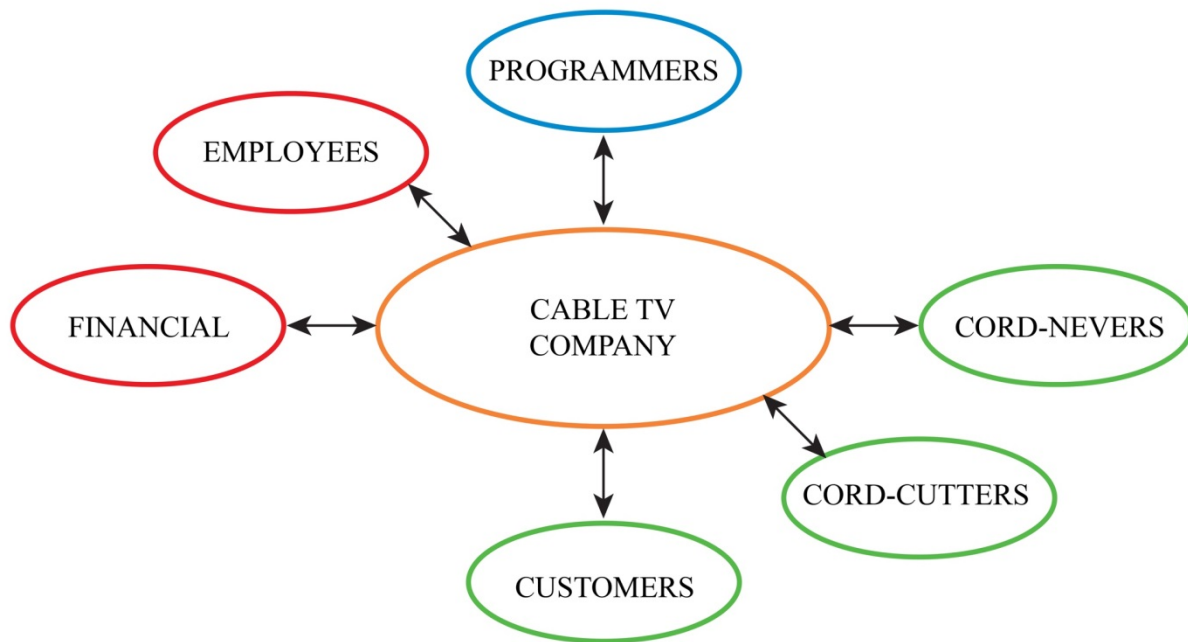 PROGRAMMERS
EMPLOYEES
FINANCIAL
CABLE TV
COMPANY
CORD-NEVERS
CORD-CUTTERS
CUSTOMERS